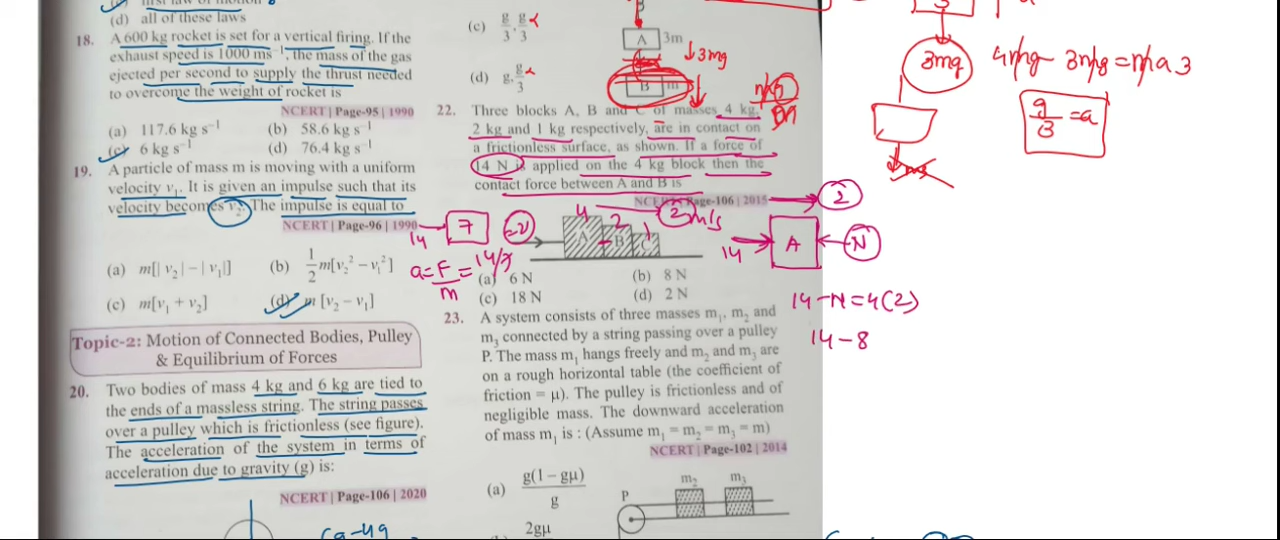 (d) all of these laws
18. A 600 kg rocket is set for a vertical firing. If the
exhaust speed is 1000 ms⁻¹, the mass of the gas
ejected per second to supply the thrust needed
to overcome the weight of rocket is
NCERT | Page-95 | 1990
(a) 117.6 kg s⁻¹ (b) 58.6 kg s⁻¹
(c) 6 kg s⁻¹ (d) 76.4 kg s⁻¹
19. A particle of mass m is moving with a uniform
velocity v₁. It is given an impulse such that its
velocity becomes v₂. The impulse is equal to
NCERT | Page-96 | 1990
(a) m[|v₂| − |v₁|] (b) 1/2 m[v₂² − v₁²]
(c) m[v₁ + v₂] (d) m[v₂ − v₁]
Topic-2: Motion of Connected Bodies, Pulley
& Equilibrium of Forces
20. Two bodies of mass 4 kg and 6 kg are tied to
the ends of a massless string. The string passes
over a pulley which is frictionless (see figure).
The acceleration of the system in terms of
acceleration due to gravity (g) is:
NCERT | Page-106 | 2020
(c) g/3, g/3
(d) g, g/3
A 3m
3mg
B m
22. Three blocks A, B and C of masses 4 kg,
2 kg and 1 kg respectively, are in contact on
a frictionless surface, as shown. If a force of
14 N is applied on the 4 kg block then the
contact force between A and B is
NCERT | Page-106 | 2015
4 2 1
A B C
14 7
a = F/m = 14/7
2 m/s
(a) 6 N (b) 8 N
(c) 18 N (d) 2 N
23. A system consists of three masses m₁, m₂ and
m₃ connected by a string passing over a pulley
P. The mass m₁ hangs freely and m₂ and m₃ are
on a rough horizontal table (the coefficient of
friction = μ). The pulley is frictionless and of
negligible mass. The downward acceleration
of mass m₁ is : (Assume m₁ = m₂ = m₃ = m)
NCERT | Page-102 | 2014
(a) g(1 − gμ)/g
2gμ
P m₂ m₃
3mg
4mg − 3mg = ma 3
g/3 = a
2
14 A N
14 − N = 4(2)
14 − 8